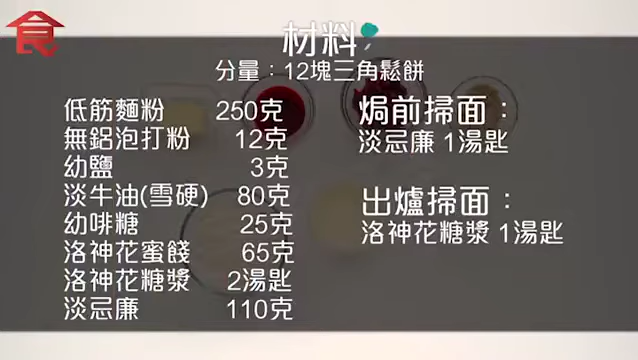 食
材料
分量：12塊三角鬆餅
低筋麵粉 250克
無鋁泡打粉 12克
幼鹽 3克
淡牛油(雪硬) 80克
幼啡糖 25克
洛神花蜜餞 65克
洛神花糖漿 2湯匙
淡忌廉 110克
焗前掃面：
淡忌廉 1湯匙
出爐掃面：
洛神花糖漿 1湯匙